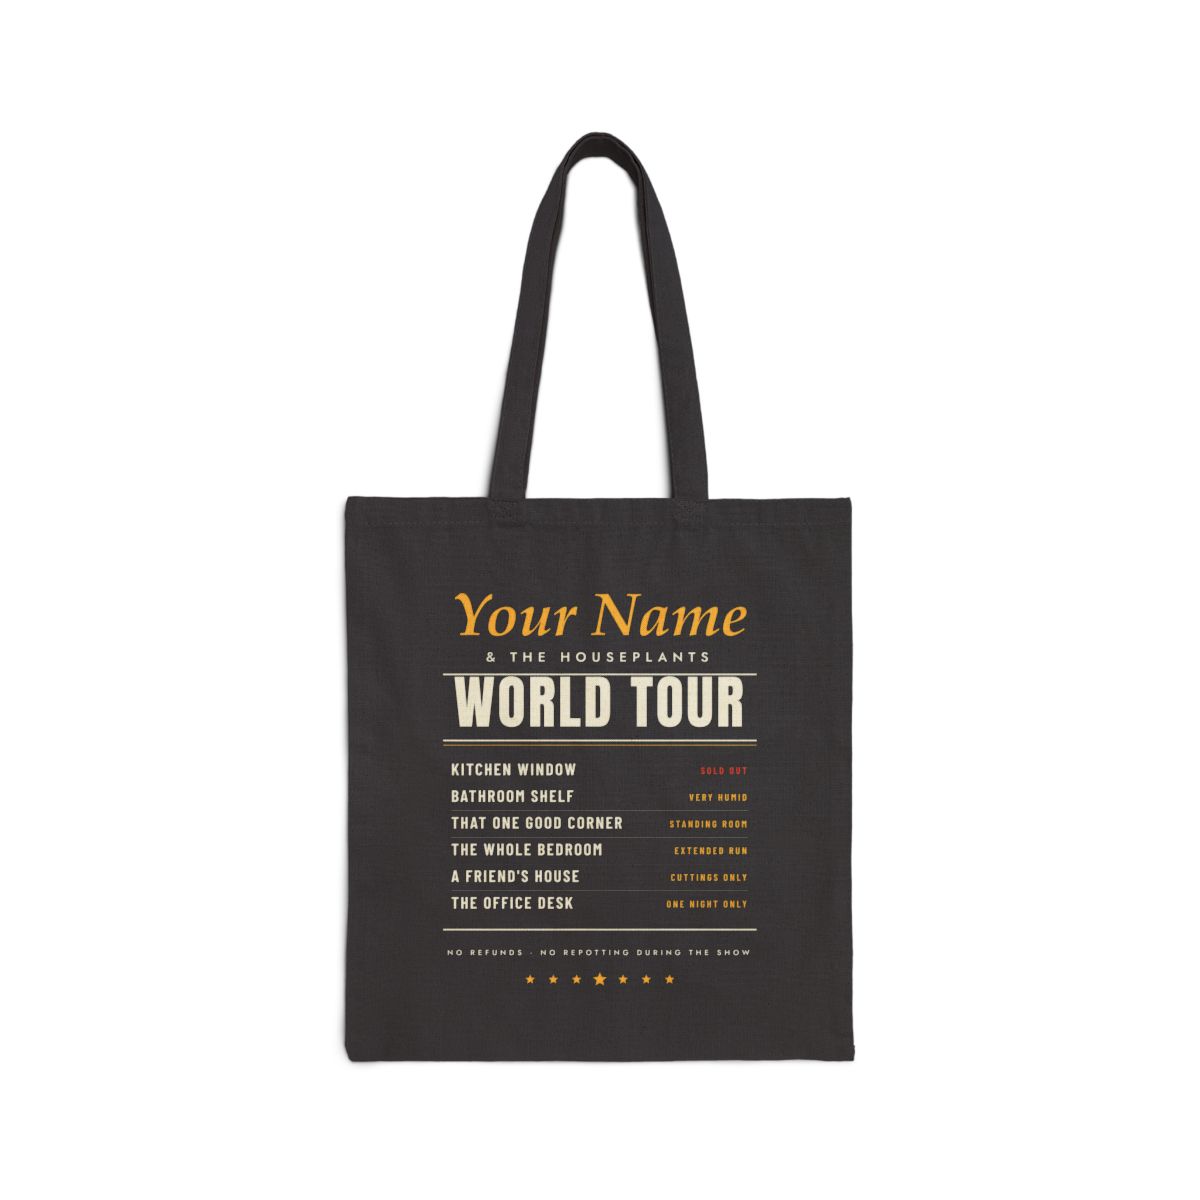 Your Name
& THE HOUSEPLANTS
WORLD TOUR
KITCHEN WINDOW SOLD OUT
BATHROOM SHELF VERY HUMID
THAT ONE GOOD CORNER STANDING ROOM
THE WHOLE BEDROOM EXTENDED RUN
A FRIEND'S HOUSE CUTTINGS ONLY
THE OFFICE DESK ONE NIGHT ONLY
NO REFUNDS · NO REPOTTING DURING THE SHOW